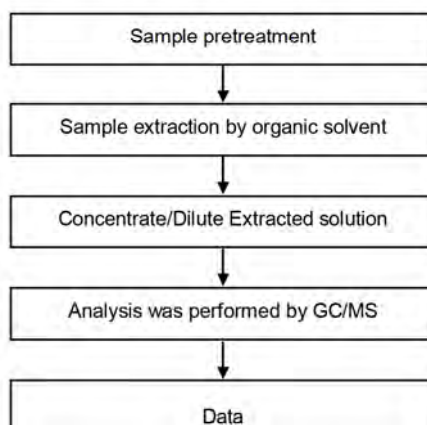 Sample pretreatment
Sample extraction by organic solvent
Concentrate/Dilute Extracted solution
Analysis was performed by GC/MS
Data